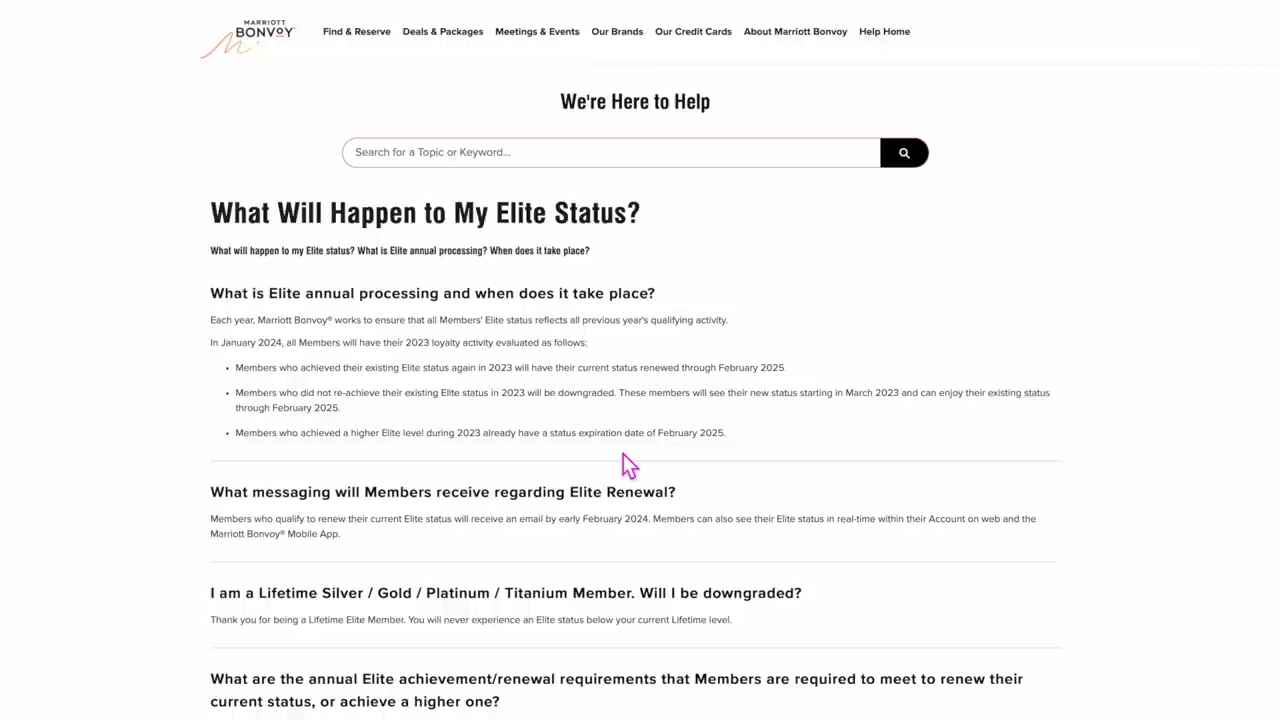 MARRIOTT
BONVOY
Find & Reserve Deals & Packages Meetings & Events Our Brands Our Credit Cards About Marriott Bonvoy Help Home
We're Here to Help
Search for a Topic or Keyword...
What Will Happen to My Elite Status?
What will happen to my Elite status? What is Elite annual processing? When does it take place?
What is Elite annual processing and when does it take place?
Each year, Marriott Bonvoy® works to ensure that all Members' Elite status reflects all previous year's qualifying activity.
In January 2024, all Members will have their 2023 loyalty activity evaluated as follows:
• Members who achieved their existing Elite status again in 2023 will have their current status renewed through February 2025.
• Members who did not re-achieve their existing Elite status in 2023 will be downgraded. These members will see their new status starting in March 2023 and can enjoy their existing status
through February 2025.
• Members who achieved a higher Elite level during 2023 already have a status expiration date of February 2025.
What messaging will Members receive regarding Elite Renewal?
Members who qualify to renew their current Elite status will receive an email by early February 2024. Members can also see their Elite status in real-time within their Account on web and the
Marriott Bonvoy® Mobile App.
I am a Lifetime Silver / Gold / Platinum / Titanium Member. Will I be downgraded?
Thank you for being a Lifetime Elite Member. You will never experience an Elite status below your current Lifetime level.
What are the annual Elite achievement/renewal requirements that Members are required to meet to renew their
current status, or achieve a higher one?